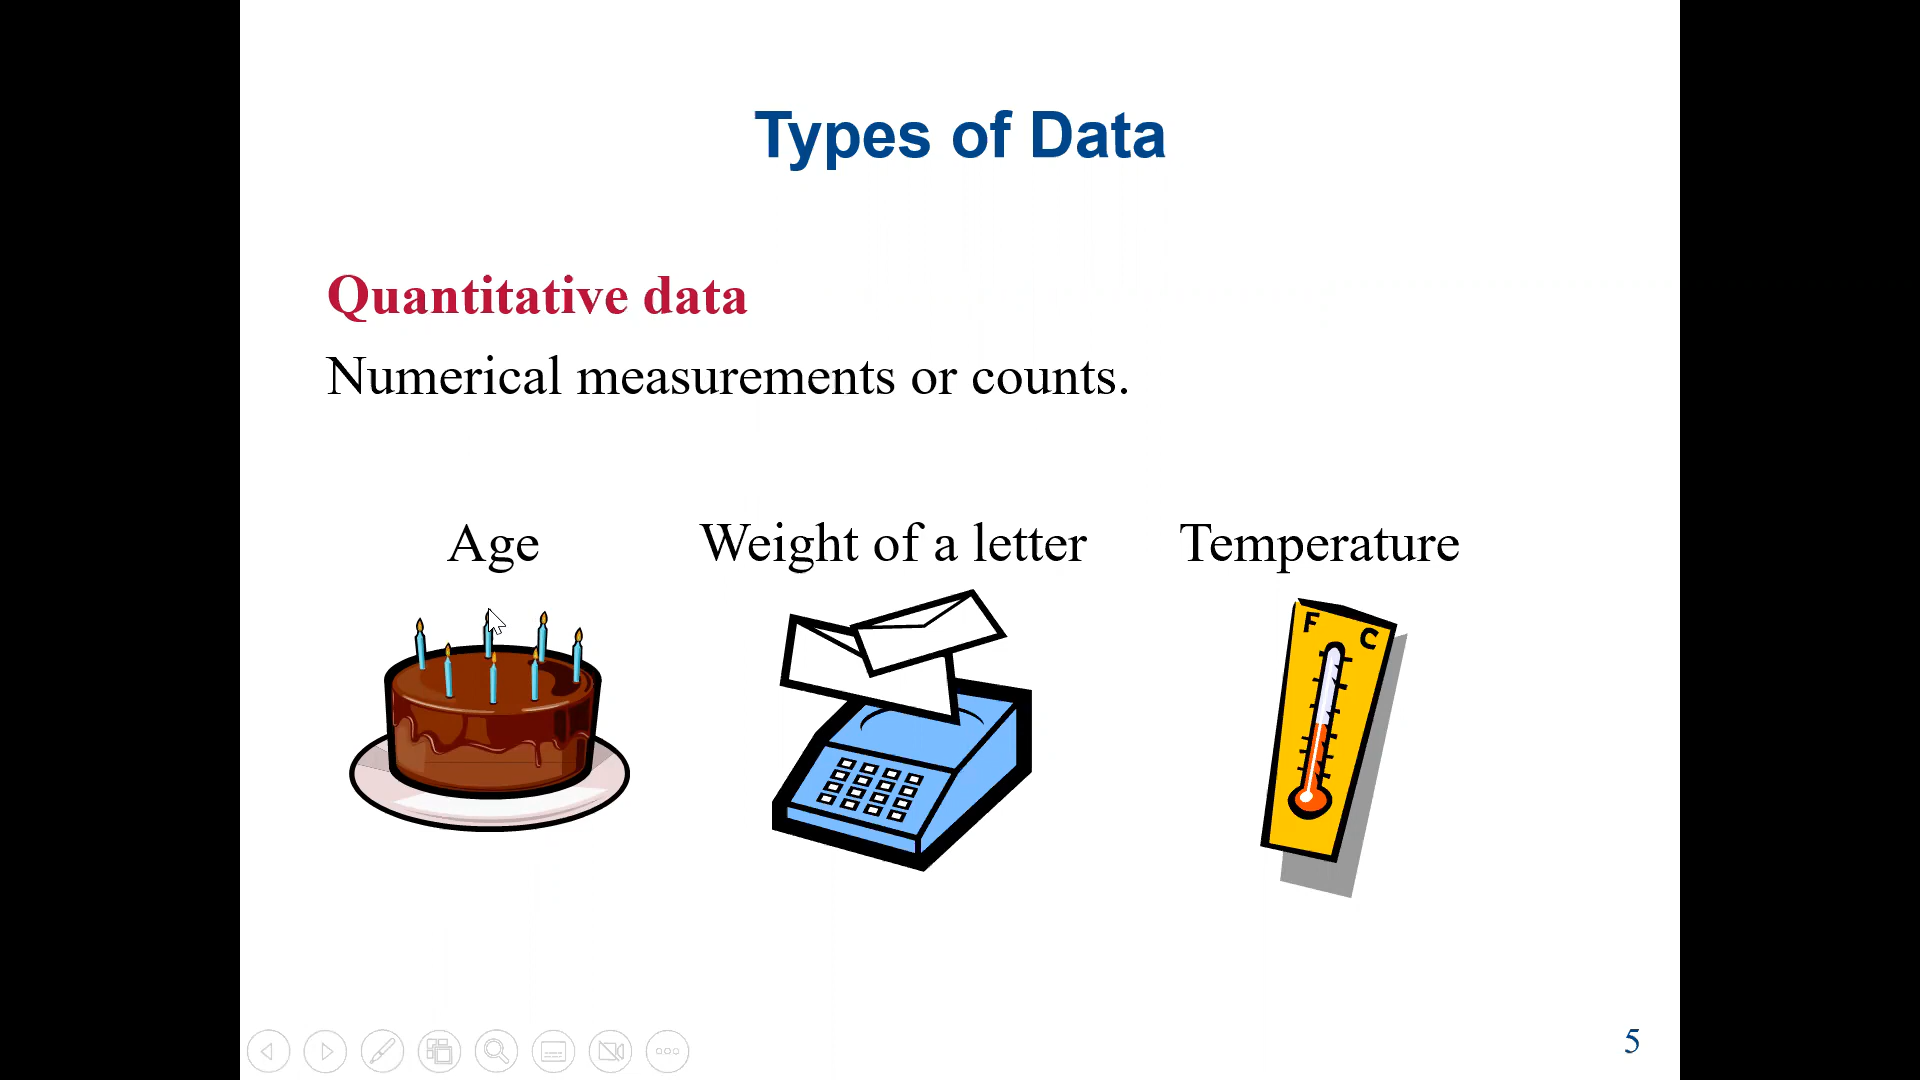 Types of Data
Quantitative data
Numerical measurements or counts.
Age Weight of a letter Temperature
F C
5